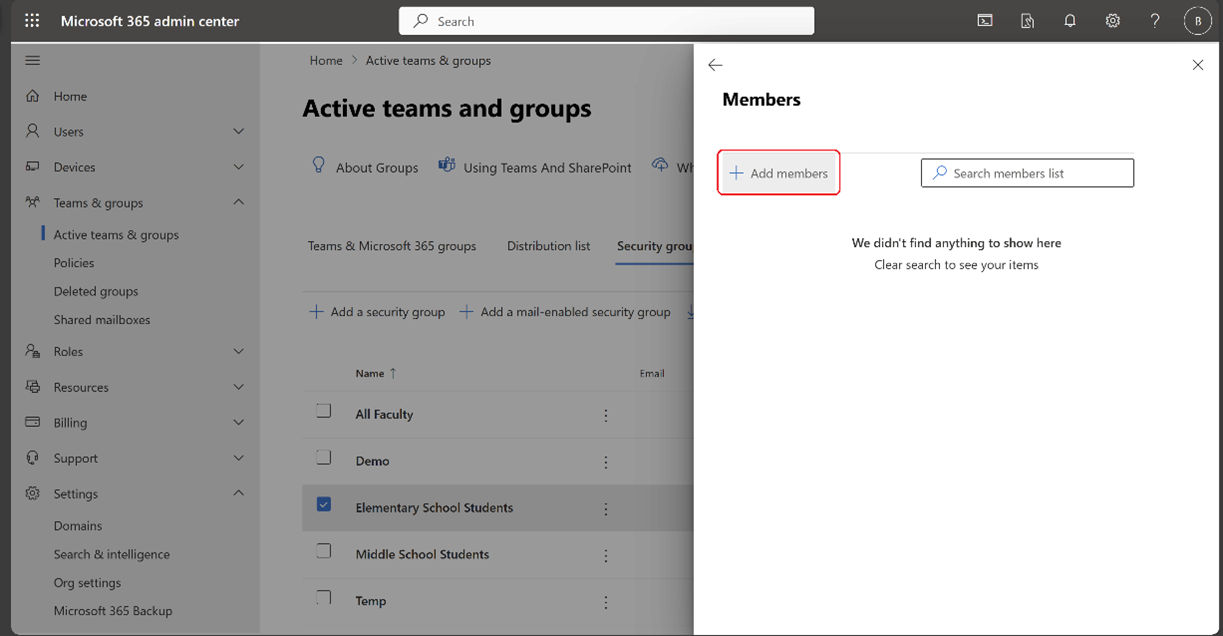 Microsoft 365 admin center
Search
B
Home
Users
Devices
Teams & groups
Active teams & groups
Policies
Deleted groups
Shared mailboxes
Roles
Resources
Billing
Support
Settings
Domains
Search & intelligence
Org settings
Microsoft 365 Backup
Home > Active teams & groups
Active teams and groups
About Groups Using Teams And SharePoint Wh
Teams & Microsoft 365 groups Distribution list Security grou
Add a security group Add a mail-enabled security group
Name ↑ Email
All Faculty
Demo
Elementary School Students
Middle School Students
Temp
Members
Add members Search members list
We didn't find anything to show here
Clear search to see your items